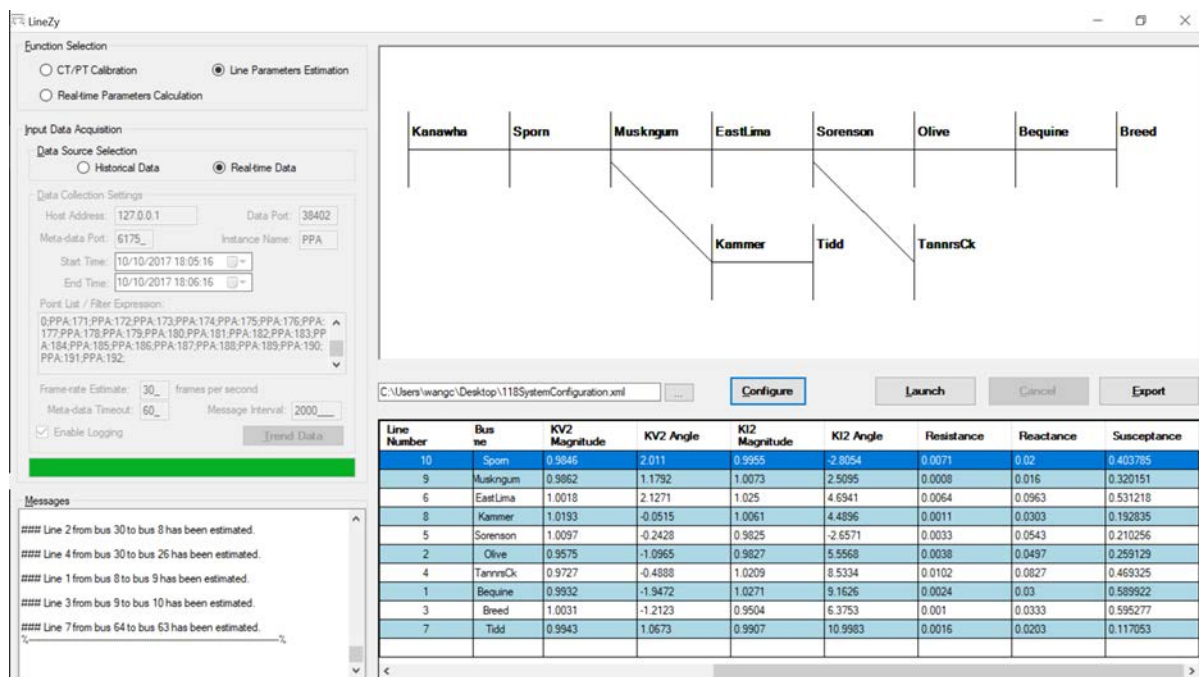 LineZy
Function Selection
CT/PT Calibration
Line Parameters Estimation
Real-time Parameters Calculation
Input Data Acquisition
Data Source Selection
Historical Data
Real-time Data
Data Collection Settings
Host Address: 127.0.0.1 Data Port: 38402
Meta-data Port: 6175_ Instance Name: PPA
Start Time: 10/10/2017 18:05:16
End Time: 10/10/2017 18:06:16
Point List / Filter Expression:
0;PPA:171;PPA:172;PPA:173;PPA:174;PPA:175;PPA:176;PPA:
177;PPA:178;PPA:179;PPA:180;PPA:181;PPA:182;PPA:183;PP
A:184;PPA:185;PPA:186;PPA:187;PPA:188;PPA:189;PPA:190;
PPA:191;PPA:192;
Frame-rate Estimate: 30_ frames per second
Meta-data Timeout: 60_ Message Interval: 2000___
Enable Logging
Trend Data
Messages
### Line 2 from bus 30 to bus 8 has been estimated.
### Line 4 from bus 30 to bus 26 has been estimated.
### Line 1 from bus 8 to bus 9 has been estimated.
### Line 3 from bus 9 to bus 10 has been estimated.
### Line 7 from bus 64 to bus 63 has been estimated.
Kanawha Sporn Muskngum EastLima Sorenson Olive Bequine Breed
Kammer Tidd TannrsCk
C:\Users\wangc\Desktop\118SystemConfiguration.xml ... Configure Launch Cancel Export
Line Number Bus me KV2 Magnitude KV2 Angle KI2 Magnitude KI2 Angle Resistance Reactance Susceptance
10 Sporn 0.9846 2.011 0.9955 -2.8054 0.0071 0.02 0.403785
9 Muskngum 0.9862 1.1792 1.0073 2.5095 0.0008 0.016 0.320151
6 EastLima 1.0018 2.1271 1.025 4.6941 0.0064 0.0963 0.531218
8 Kammer 1.0193 -0.0515 1.0061 4.4896 0.0011 0.0303 0.192835
5 Sorenson 1.0097 -0.2428 0.9825 -2.6571 0.0033 0.0543 0.210256
2 Olive 0.9575 -1.0965 0.9827 5.5568 0.0038 0.0497 0.259129
4 TannrsCk 0.9727 -0.4888 1.0209 8.5334 0.0102 0.0827 0.469325
1 Bequine 0.9932 -1.9472 1.0271 9.1626 0.0024 0.03 0.589922
3 Breed 1.0031 -1.2123 0.9504 6.3753 0.001 0.0333 0.595277
7 Tidd 0.9943 1.0673 0.9907 10.9983 0.0016 0.0203 0.117053